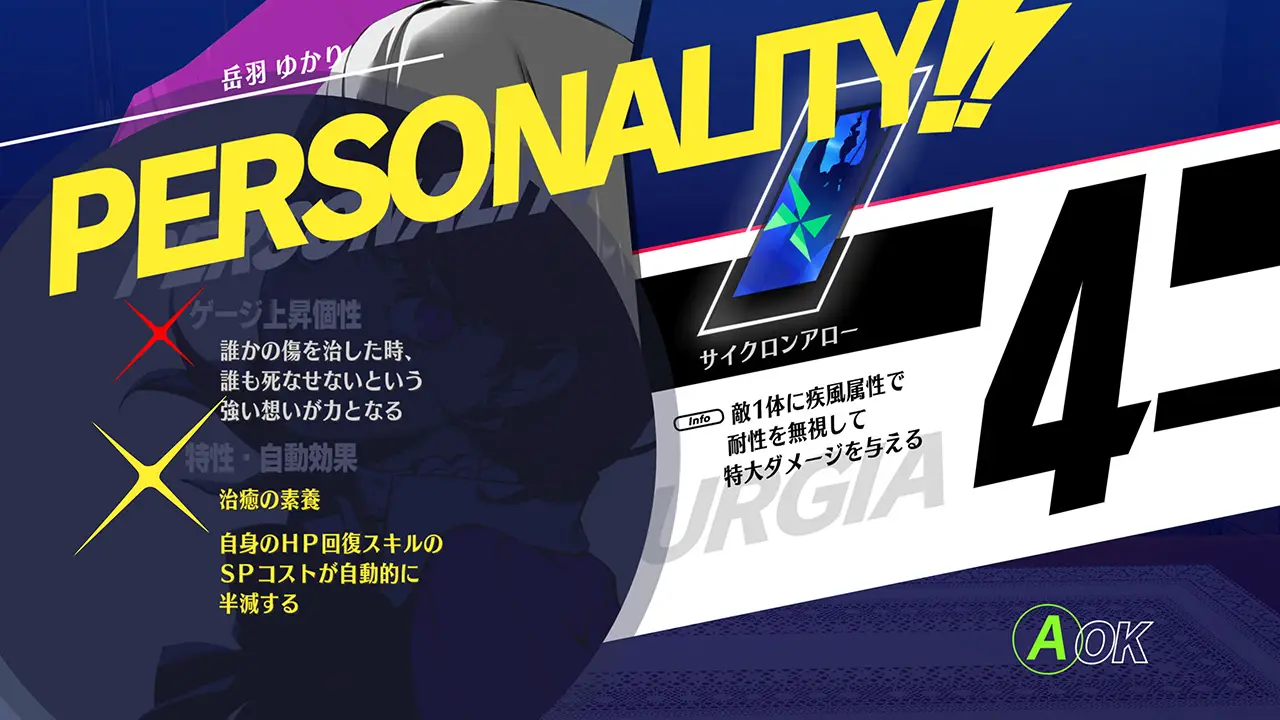 岳羽 ゆかり
PERSONALITY!!
ゲージ上昇個性
誰かの傷を治した時、
誰も死なせないという
強い想いが力となる
特性・自動効果
治癒の素養
自身のHP回復スキルの
SPコストが自動的に
半減する
サイクロンアロー
Info 敵1体に疾風属性で
耐性を無視して
特大ダメージを与える
URGIA
4
A OK